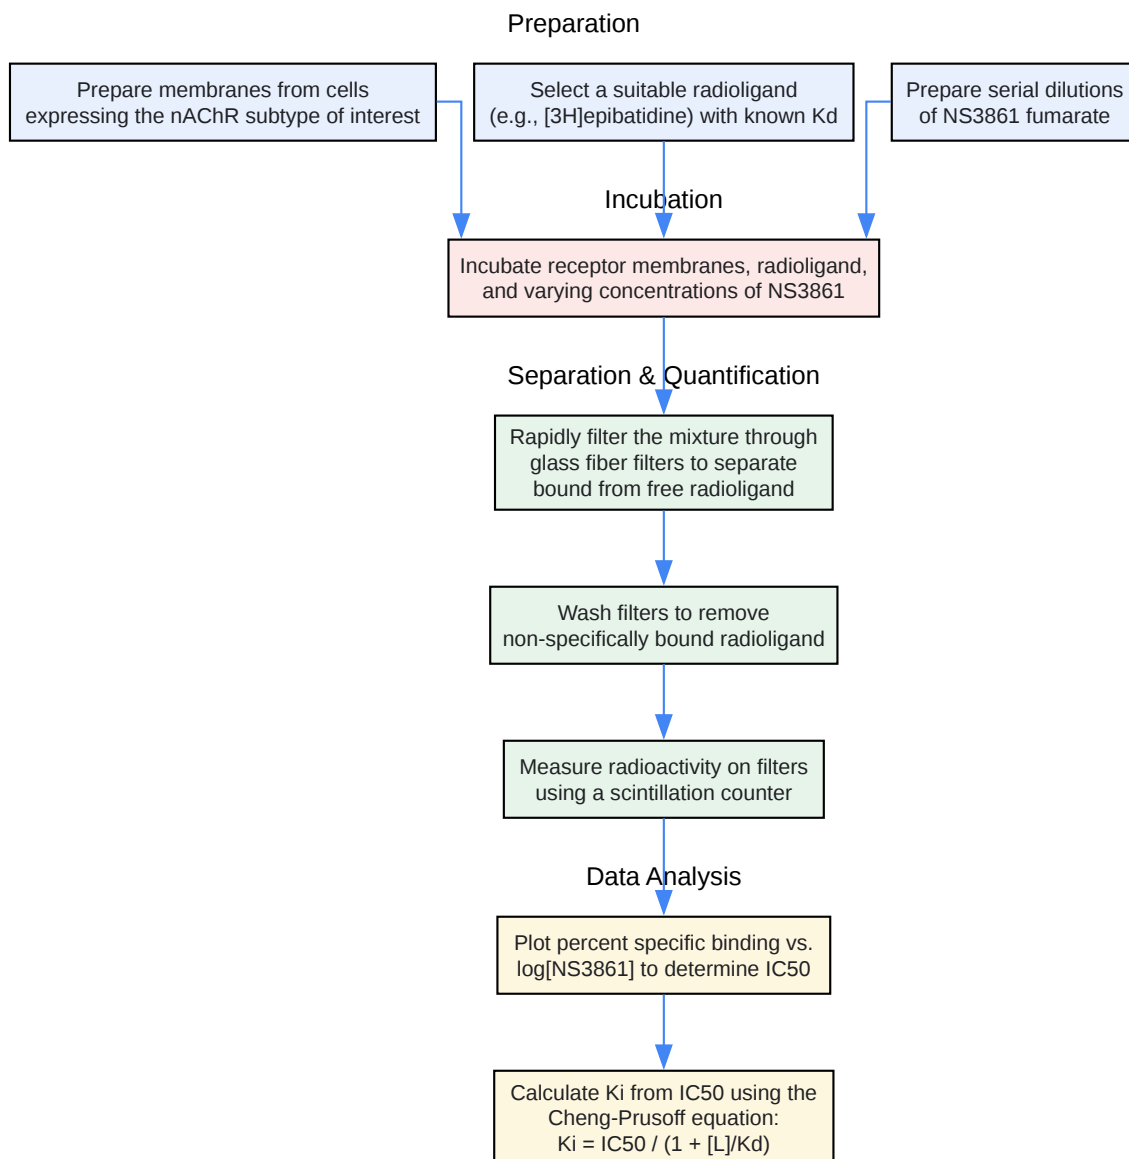 Preparation
Prepare membranes from cells
expressing the nAChR subtype of interest
Select a suitable radioligand
(e.g., [3H]epibatidine) with known Kd
Prepare serial dilutions
of NS3861 fumarate
Incubation
Incubate receptor membranes, radioligand,
and varying concentrations of NS3861
Separation & Quantification
Rapidly filter the mixture through
glass fiber filters to separate
bound from free radioligand
Wash filters to remove
non-specifically bound radioligand
Measure radioactivity on filters
using a scintillation counter
Data Analysis
Plot percent specific binding vs.
log[NS3861] to determine IC50
Calculate Ki from IC50 using the
Cheng-Prusoff equation:
Ki = IC50 / (1 + [L]/Kd)